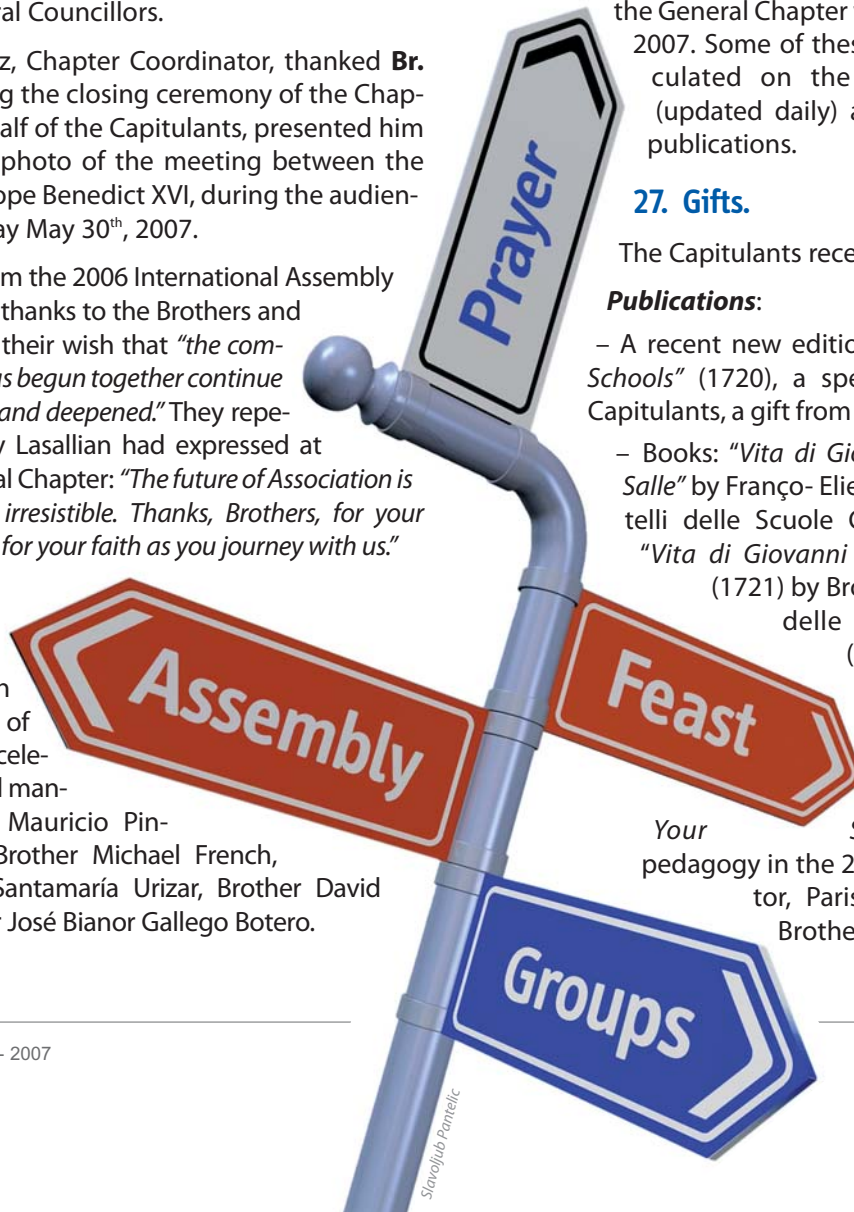 ral Councillors.
z, Chapter Coordinator, thanked Br.
g the closing ceremony of the Chap-
alf of the Capitulants, presented him
photo of the meeting between the
ope Benedict XVI, during the audien-
ay May 30th, 2007.
m the 2006 International Assembly
thanks to the Brothers and
their wish that "the com-
s begun together continue
and deepened." They repe-
y Lasallian had expressed at
al Chapter: "The future of Association is
irresistible. Thanks, Brothers, for your
for your faith as you journey with us."
n
of
cele-
d man-
Mauricio Pin-
Brother Michael French,
Santamaría Urizar, Brother David
r José Bianor Gallego Botero.
- 2007
Prayer
Assembly
Feast
Groups
Slavoljub Pantelic
the General Chapter
2007. Some of thes
culated on the
(updated daily) a
publications.
27. Gifts.
The Capitulants rece
Publications:
– A recent new editio
Schools" (1720), a spe
Capitulants, a gift from
– Books: "Vita di Gio
Salle" by Franço- Elie
telli delle Scuole C
"Vita di Giovanni
(1721) by Bro
delle
(
Your S
pedagogy in the 2
tor, Paris
Brothe